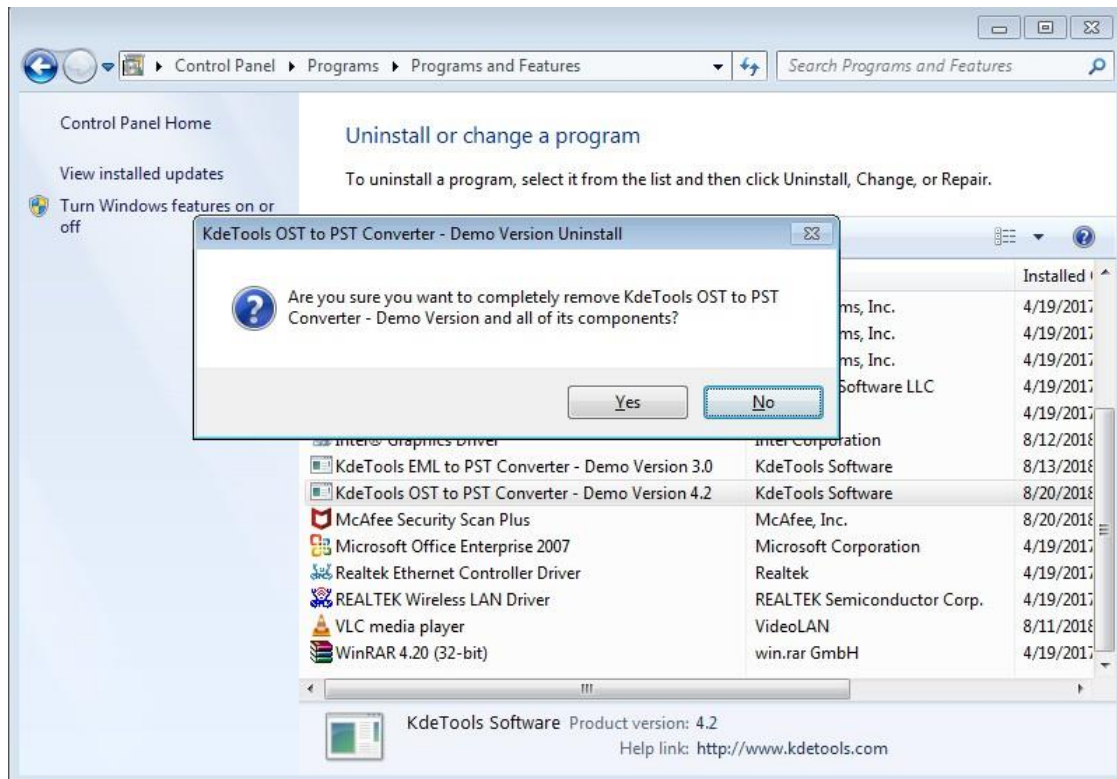 Control Panel ▸ Programs ▸ Programs and Features
Search Programs and Features
Control Panel Home
View installed updates
Turn Windows features on or
off
Uninstall or change a program
To uninstall a program, select it from the list and then click Uninstall, Change, or Repair.
KdeTools OST to PST Converter - Demo Version Uninstall
Are you sure you want to completely remove KdeTools OST to PST
Converter - Demo Version and all of its components?
Yes No
Installed
ms, Inc. 4/19/2017
ms, Inc. 4/19/2017
ms, Inc. 4/19/2017
Software LLC 4/19/2017
4/19/2017
Intel® Graphics Driver Intel Corporation 8/12/2018
KdeTools EML to PST Converter - Demo Version 3.0 KdeTools Software 8/13/2018
KdeTools OST to PST Converter - Demo Version 4.2 KdeTools Software 8/20/2018
McAfee Security Scan Plus McAfee, Inc. 8/20/2018
Microsoft Office Enterprise 2007 Microsoft Corporation 4/19/2017
Realtek Ethernet Controller Driver Realtek 4/19/2017
REALTEK Wireless LAN Driver REALTEK Semiconductor Corp. 4/19/2017
VLC media player VideoLAN 8/11/2018
WinRAR 4.20 (32-bit) win.rar GmbH 4/19/2017
KdeTools Software Product version: 4.2
Help link: http://www.kdetools.com